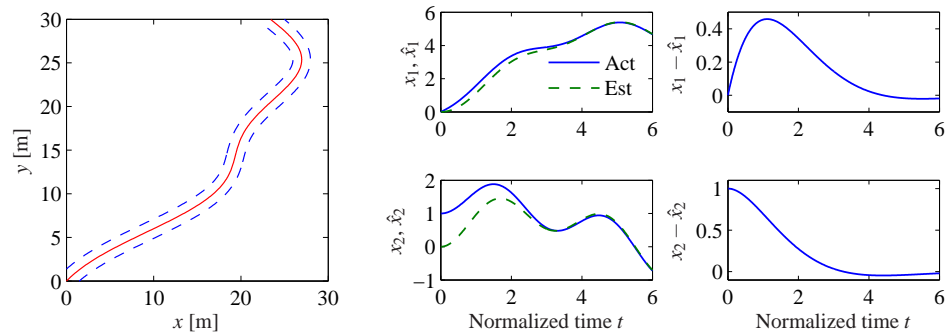 30
25
20
15
10
5
0
y [m]
0 10 20 30
x [m]
6
4
2
0
x₁, x̂₁
Act
Est
0 2 4 6
0.4
0.2
0
x₁ − x̂₁
0 2 4 6
2
1
0
−1
x₂, x̂₂
0 2 4 6
Normalized time t
1
0.5
0
x₂ − x̂₂
0 2 4 6
Normalized time t